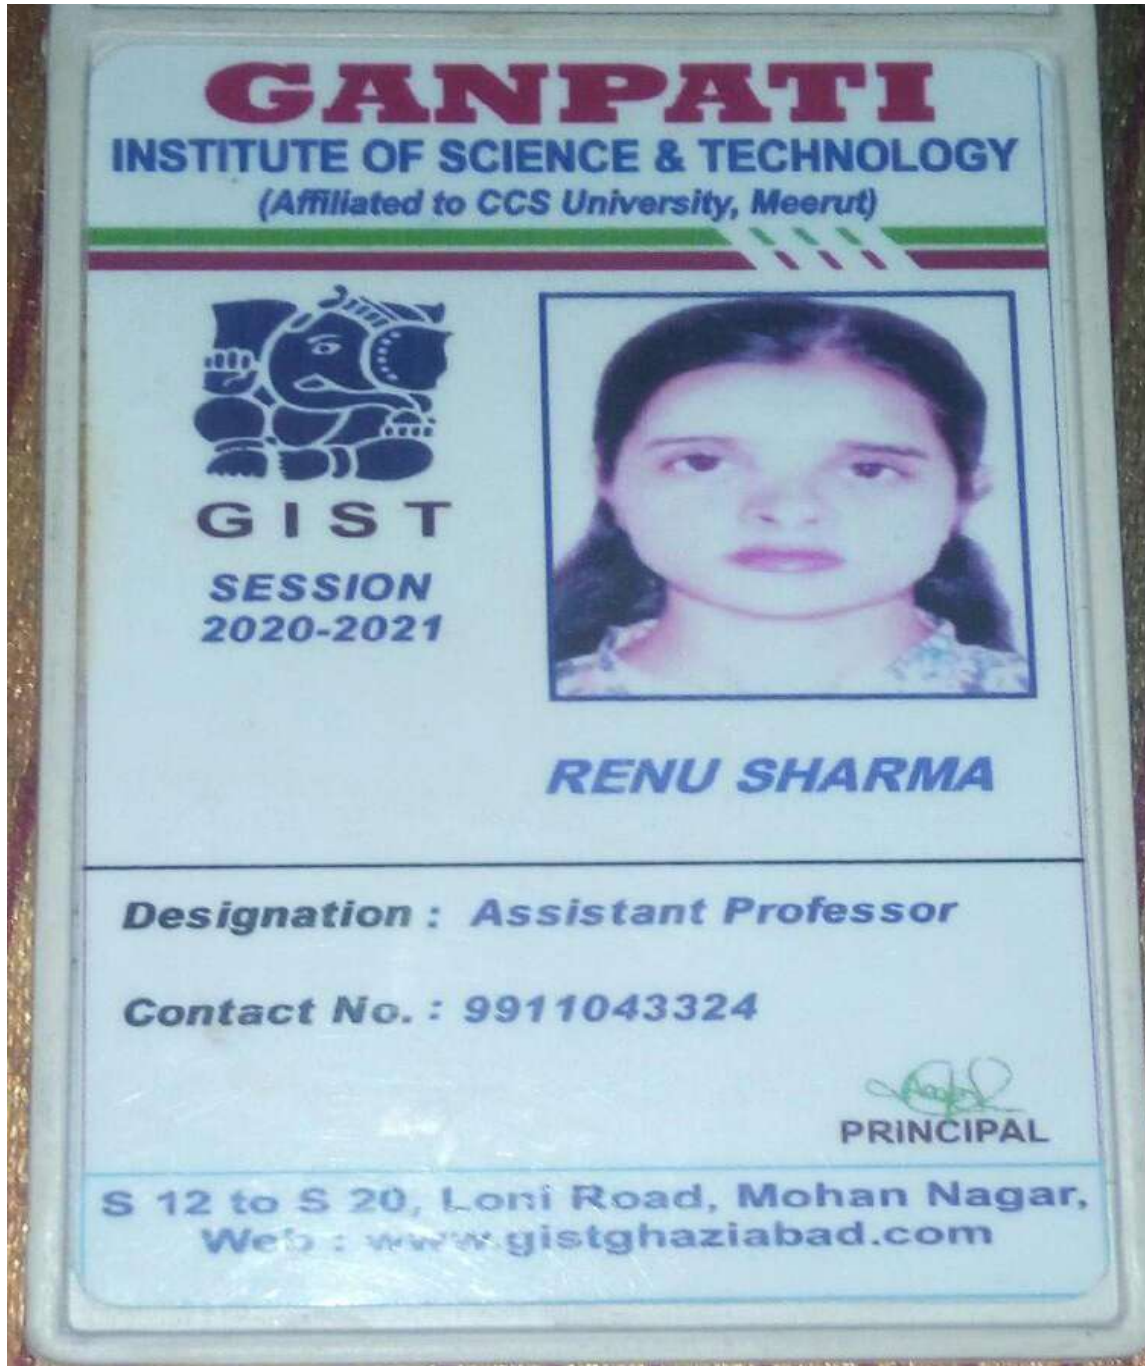 GANPATI
INSTITUTE OF SCIENCE & TECHNOLOGY
(Affiliated to CCS University, Meerut)
GIST
SESSION
2020-2021
RENU SHARMA
Designation : Assistant Professor
Contact No. : 9911043324
PRINCIPAL
S 12 to S 20, Loni Road, Mohan Nagar,
Web : www.gistghaziabad.com